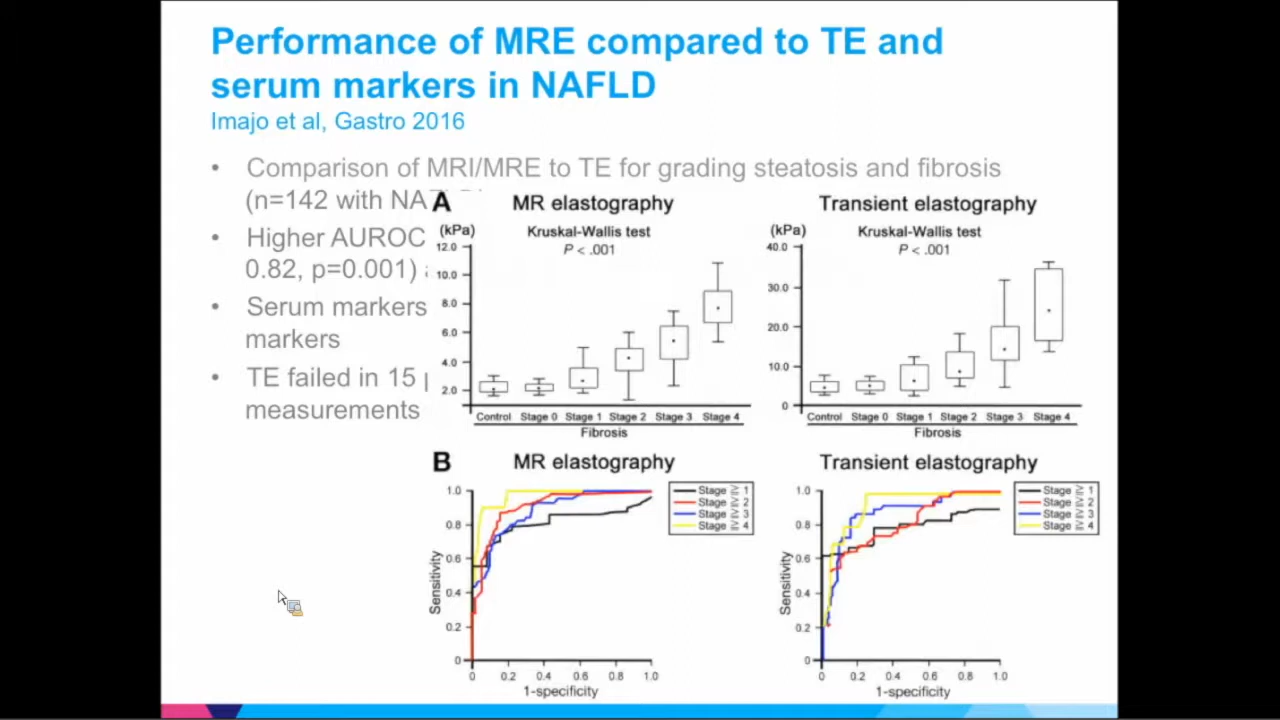 Performance of MRE compared to TE and
serum markers in NAFLD
Imajo et al, Gastro 2016
• Comparison of MRI/MRE to TE for grading steatosis and fibrosis
(n=142 with
• Higher AUROC
0.82, p=0.001)
• Serum markers
markers
• TE failed in 15
measurements
A
MR elastography
(kPa)
Kruskal-Wallis test
P < .001
12.0
10.0
8.0
6.0
4.0
2.0
Control Stage 0 Stage 1 Stage 2 Stage 3 Stage 4
Fibrosis
Transient elastography
(kPa)
Kruskal-Wallis test
P < .001
40.0
30.0
20.0
10.0
0
Control Stage 0 Stage 1 Stage 2 Stage 3 Stage 4
Fibrosis
B
MR elastography
Sensitivity
1.0
0.8
0.6
0.4
0.2
0
0 0.2 0.4 0.6 0.8 1.0
1-specificity
Stage ≧ 1
Stage ≧ 2
Stage ≧ 3
Stage ≧ 4
Transient elastography
Sensitivity
1.0
0.8
0.6
0.4
0.2
0
0 0.2 0.4 0.6 0.8 1.0
1-specificity
Stage ≧ 1
Stage ≧ 2
Stage ≧ 3
Stage ≧ 4